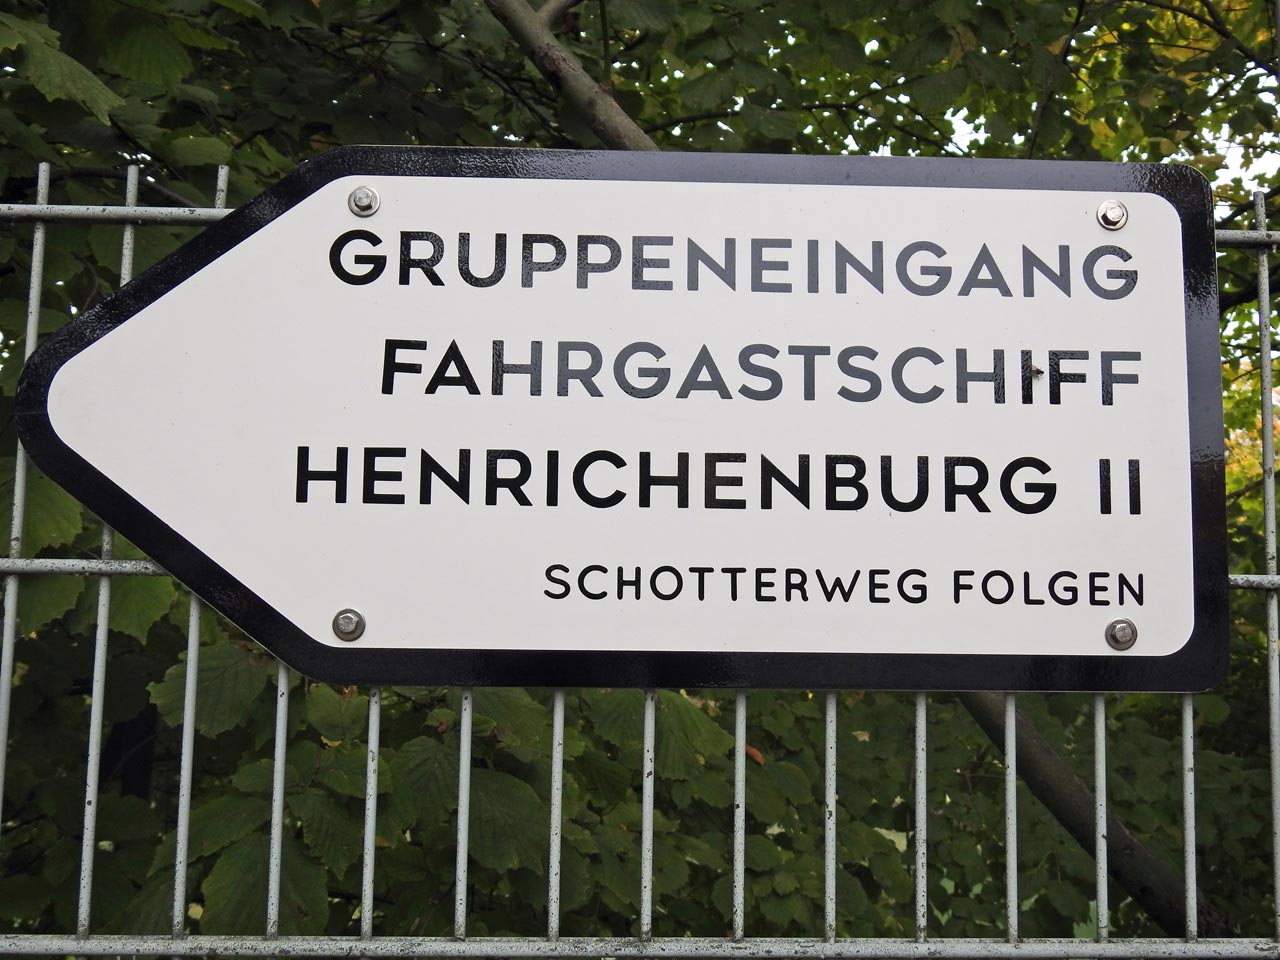 GRUPPENEINGANG
FAHRGASTSCHIFF
HENRICHENBURG II
SCHOTTERWEG FOLGEN